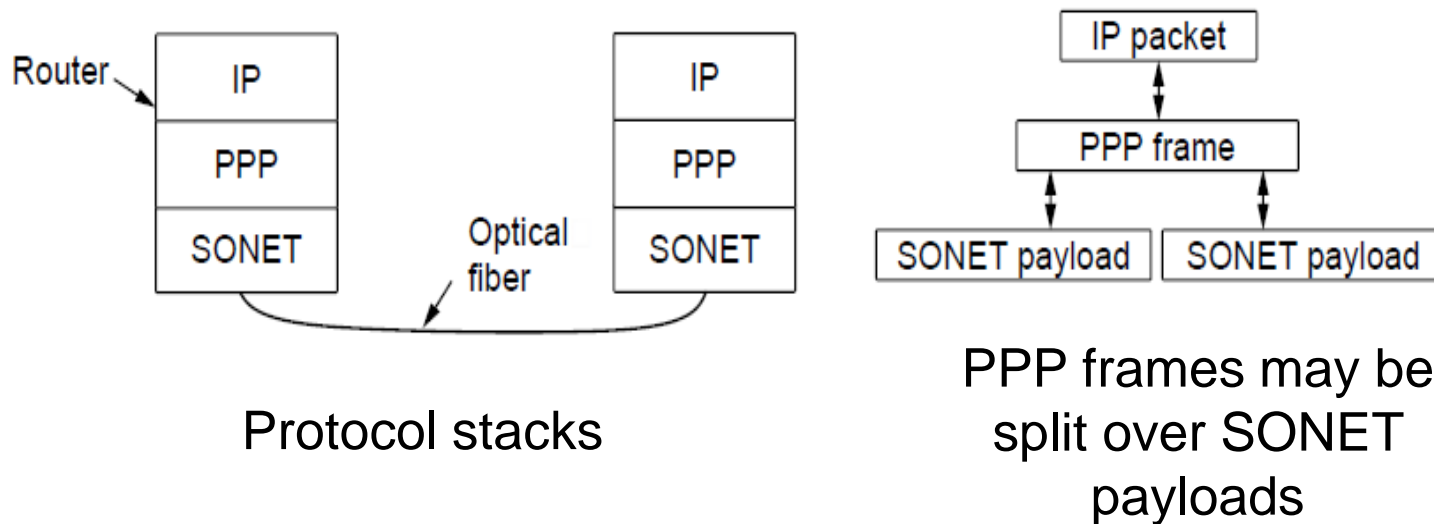 Router
IP
PPP
SONET
Optical
fiber
IP
PPP
SONET
Protocol stacks
IP packet
PPP frame
SONET payload
SONET payload
PPP frames may be
split over SONET
payloads